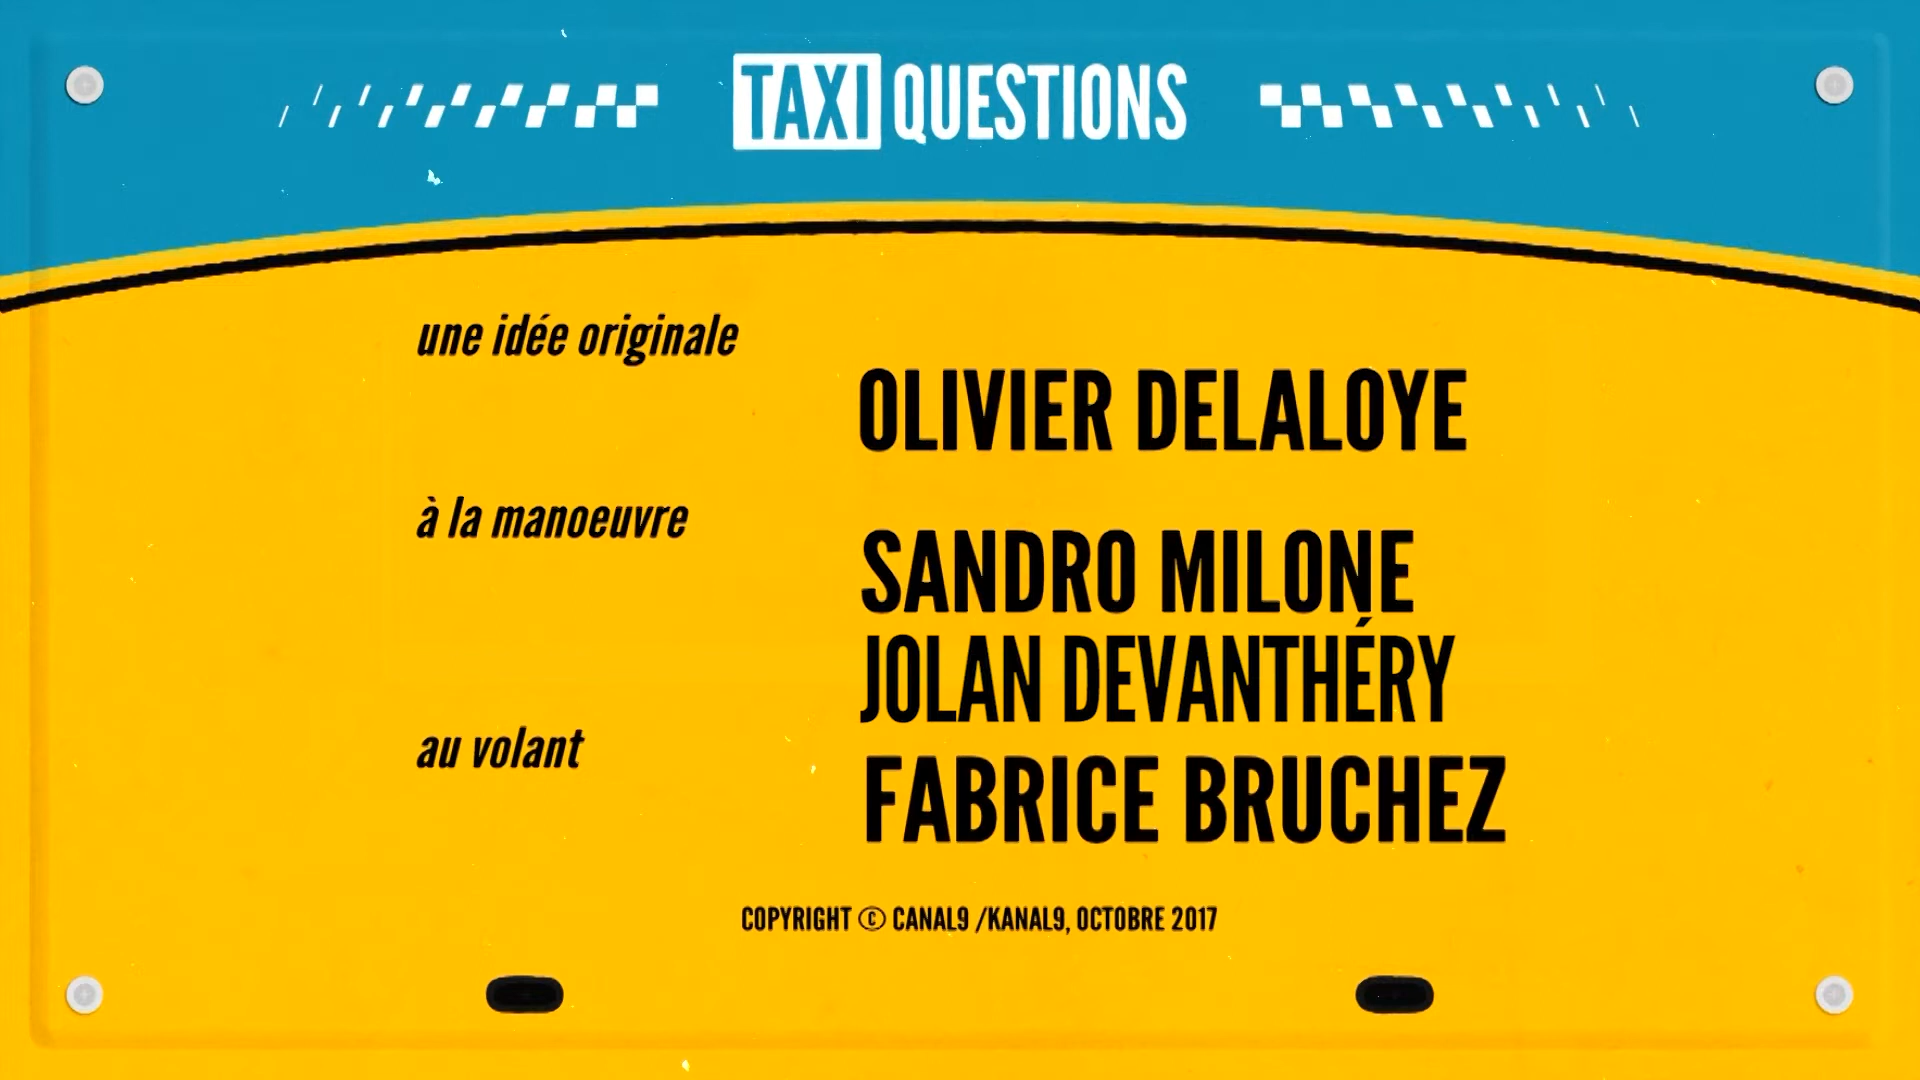 TAXI QUESTIONS
une idée originale
OLIVIER DELALOYE
à la manoeuvre
SANDRO MILONE
JOLAN DEVANTHÉRY
au volant
FABRICE BRUCHEZ
COPYRIGHT © CANAL9 /KANAL9, OCTOBRE 2017